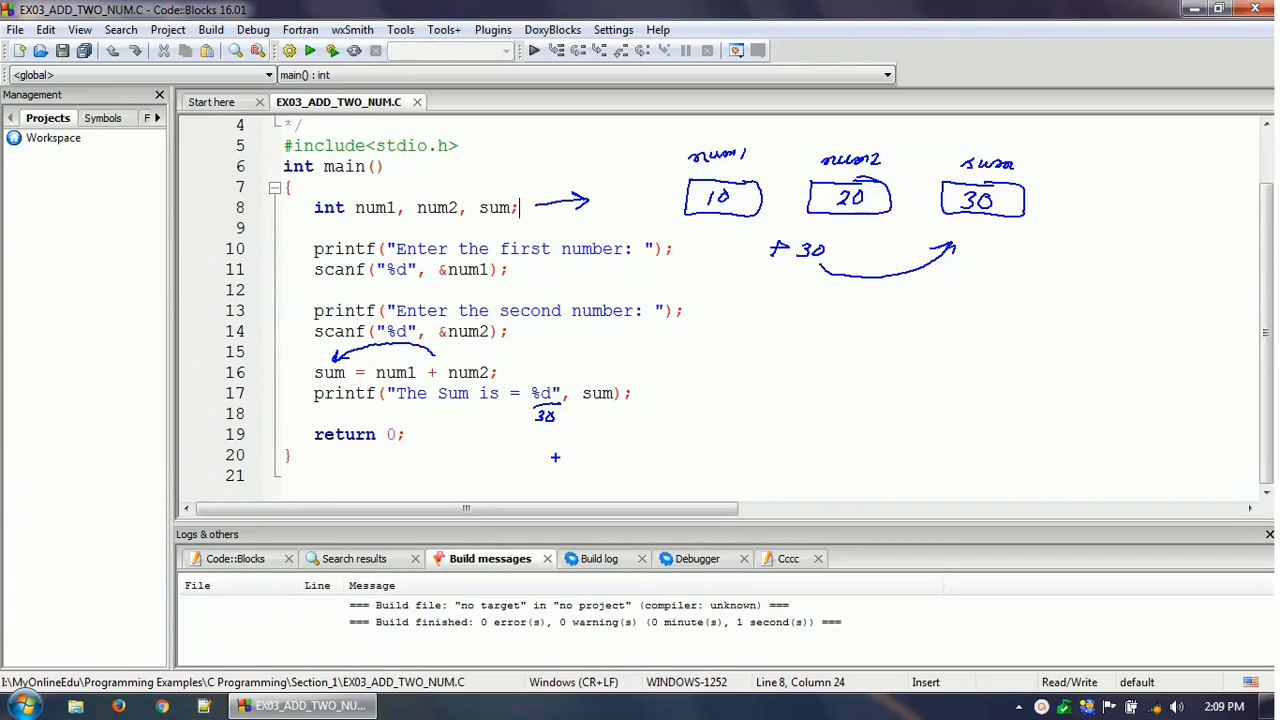 EX03_ADD_TWO_NUM.C - Code::Blocks 16.01
File Edit View Search Project Build Debug Fortran wxSmith Tools Tools+ Plugins DoxyBlocks Settings Help
<global> main() : int
Management
Projects Symbols F
Workspace
Start here EX03_ADD_TWO_NUM.C
4 */
5 #include<stdio.h>
6 int main()
7 {
8 int num1, num2, sum;
9
10 printf("Enter the first number: ");
11 scanf("%d", &num1);
12
13 printf("Enter the second number: ");
14 scanf("%d", &num2);
15
16 sum = num1 + num2;
17 printf("The Sum is = %d", sum);
18
19 return 0;
20 }
21
num1 num2 sum
10 20 30
+ 30
30
+
Logs & others
Code::Blocks Search results Build messages Build log Debugger Cccc
File Line Message
=== Build file: "no target" in "no project" (compiler: unknown) ===
=== Build finished: 0 error(s), 0 warning(s) (0 minute(s), 1 second(s)) ===
I:\MyOnlineEdu\Programming Examples\C Programming\Section_1\EX03_ADD_TWO_NUM.C Windows (CR+LF) WINDOWS-1252 Line 8, Column 24 Insert Read/Write default
EX03_ADD_TWO_NU... 2:09 PM